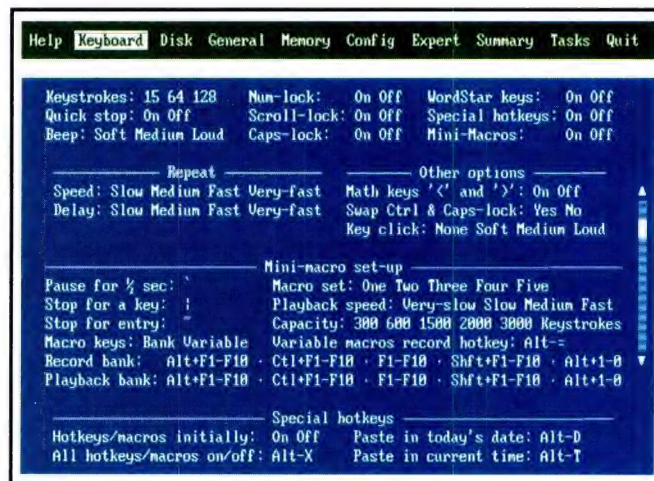 Help Keyboard Disk General Memory Config Expert Summary Tasks Quit
Keystrokes: 15 64 128 Num-lock: On Off WordStar keys: On Off
Quick stop: On Off Scroll-lock: On Off Special hotkeys: On Off
Beep: Soft Medium Loud Caps-lock: On Off Mini-Macros: On Off
Repeat Other options
Speed: Slow Medium Fast Very-fast Math keys '<' and '>': On Off
Delay: Slow Medium Fast Very-fast Swap Ctrl & Caps-lock: Yes No
Key click: None Soft Medium Loud
Mini-macro set-up
Pause for ½ sec: ` Macro set: One Two Three Four Five
Stop for a key: ¦ Playback speed: Very-slow Slow Medium Fast
Stop for entry: Capacity: 300 600 1500 2000 3000 Keystrokes
Macro keys: Bank Variable Variable macros record hotkey: Alt-=
Record bank: Alt+F1-F10 · Ctl+F1-F10 · F1-F10 · Shft+F1-F10 · Alt+1-0
Playback bank: Alt+F1-F10 · Ctl+F1-F10 · F1-F10 · Shft+F1-F10 · Alt+1-0
Special hotkeys
Hotkeys/macros initially: On Off Paste in today's date: Alt-D
All hotkeys/macros on/off: Alt-X Paste in current time: Alt-T